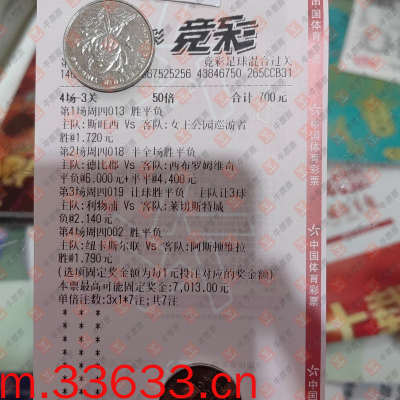 竞彩
竞彩足球混合过关
67525256 43846750 265CCB31
4场-3关 50倍 合计 700元
第1场周四013 胜平负
主队:斯旺西 Vs 客队:女王公园巡游者
胜@1.720元
第2场周四018 半全场胜平负
主队:德比郡 Vs 客队:西布罗姆维奇
平负@6.000元+平平@4.400元
第3场周四019 让球胜平负 主队让3球
主队:利物浦 Vs 客队:莱切斯特城
负@2.140元
第4场周四002 胜平负
主队:纽卡斯尔联 Vs 客队:阿斯顿维拉
胜@1.790元
(选项固定奖金额为每1元投注对应的奖金额)
本票最高可能固定奖金:7,013.00元
单倍注数:3x1*7注;共7注
中国体育彩票
中国体育彩票
中国体育彩票
m.33633.cn